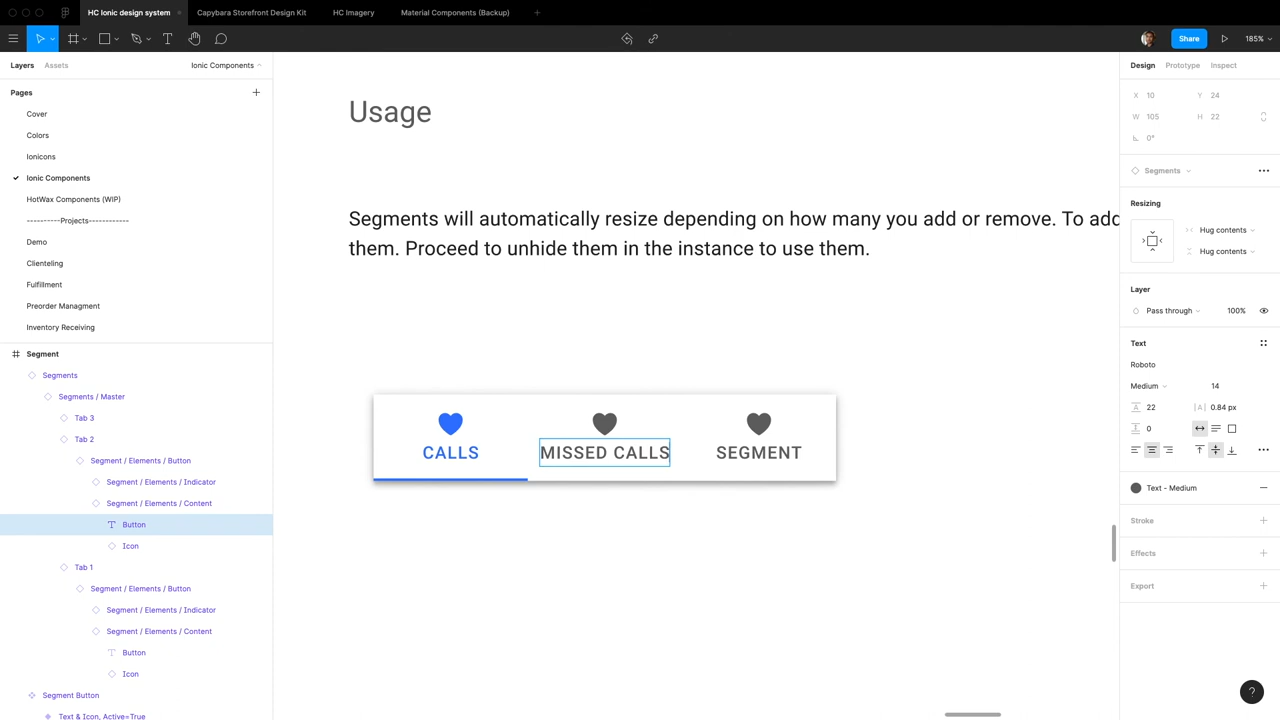 HC Ionic design system
Capybara Storefront Design Kit
HC Imagery
Material Components (Backup)
Share
185%
Layers
Assets
Ionic Components
Design
Prototype
Inspect
Pages
Cover
Colors
Ionicons
Ionic Components
HotWax Components (WIP)
----------Projects------------
Demo
Clienteling
Fulfillment
Preorder Managment
Inventory Receiving
Segment
Segments
Segments / Master
Tab 3
Tab 2
Segment / Elements / Button
Segment / Elements / Indicator
Segment / Elements / Content
Button
Icon
Tab 1
Segment / Elements / Button
Segment / Elements / Indicator
Segment / Elements / Content
Button
Icon
Segment Button
Text & Icon, Active=True
Usage
Segments will automatically resize depending on how many you add or remove. To add
them. Proceed to unhide them in the instance to use them.
CALLS
MISSED CALLS
SEGMENT
X 10
Y 24
W 105
H 22
0°
Segments
Resizing
Hug contents
Hug contents
Layer
Pass through
100%
Text
Roboto
Medium
14
22
0.84 px
0
Text - Medium
Stroke
Effects
Export
?